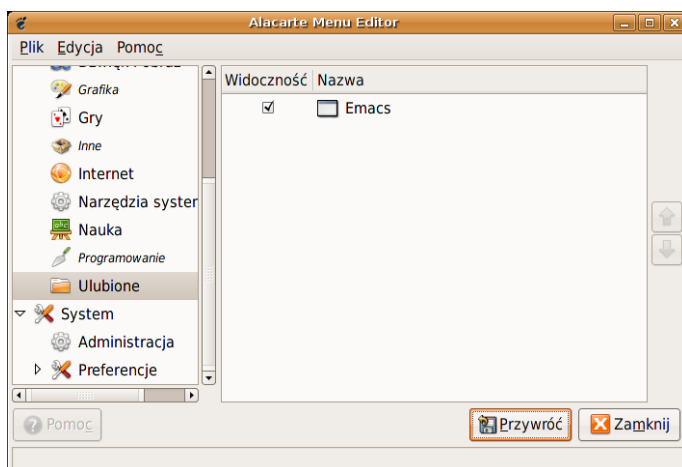 Alacarte Menu Editor
Plik Edycja Pomoc
Grafika
Gry
Inne
Internet
Narzędzia syster
Nauka
Programowanie
Ulubione
System
Administracja
Preferencje
Widoczność Nazwa
Emacs
Pomoc
Przywróć
Zamknij